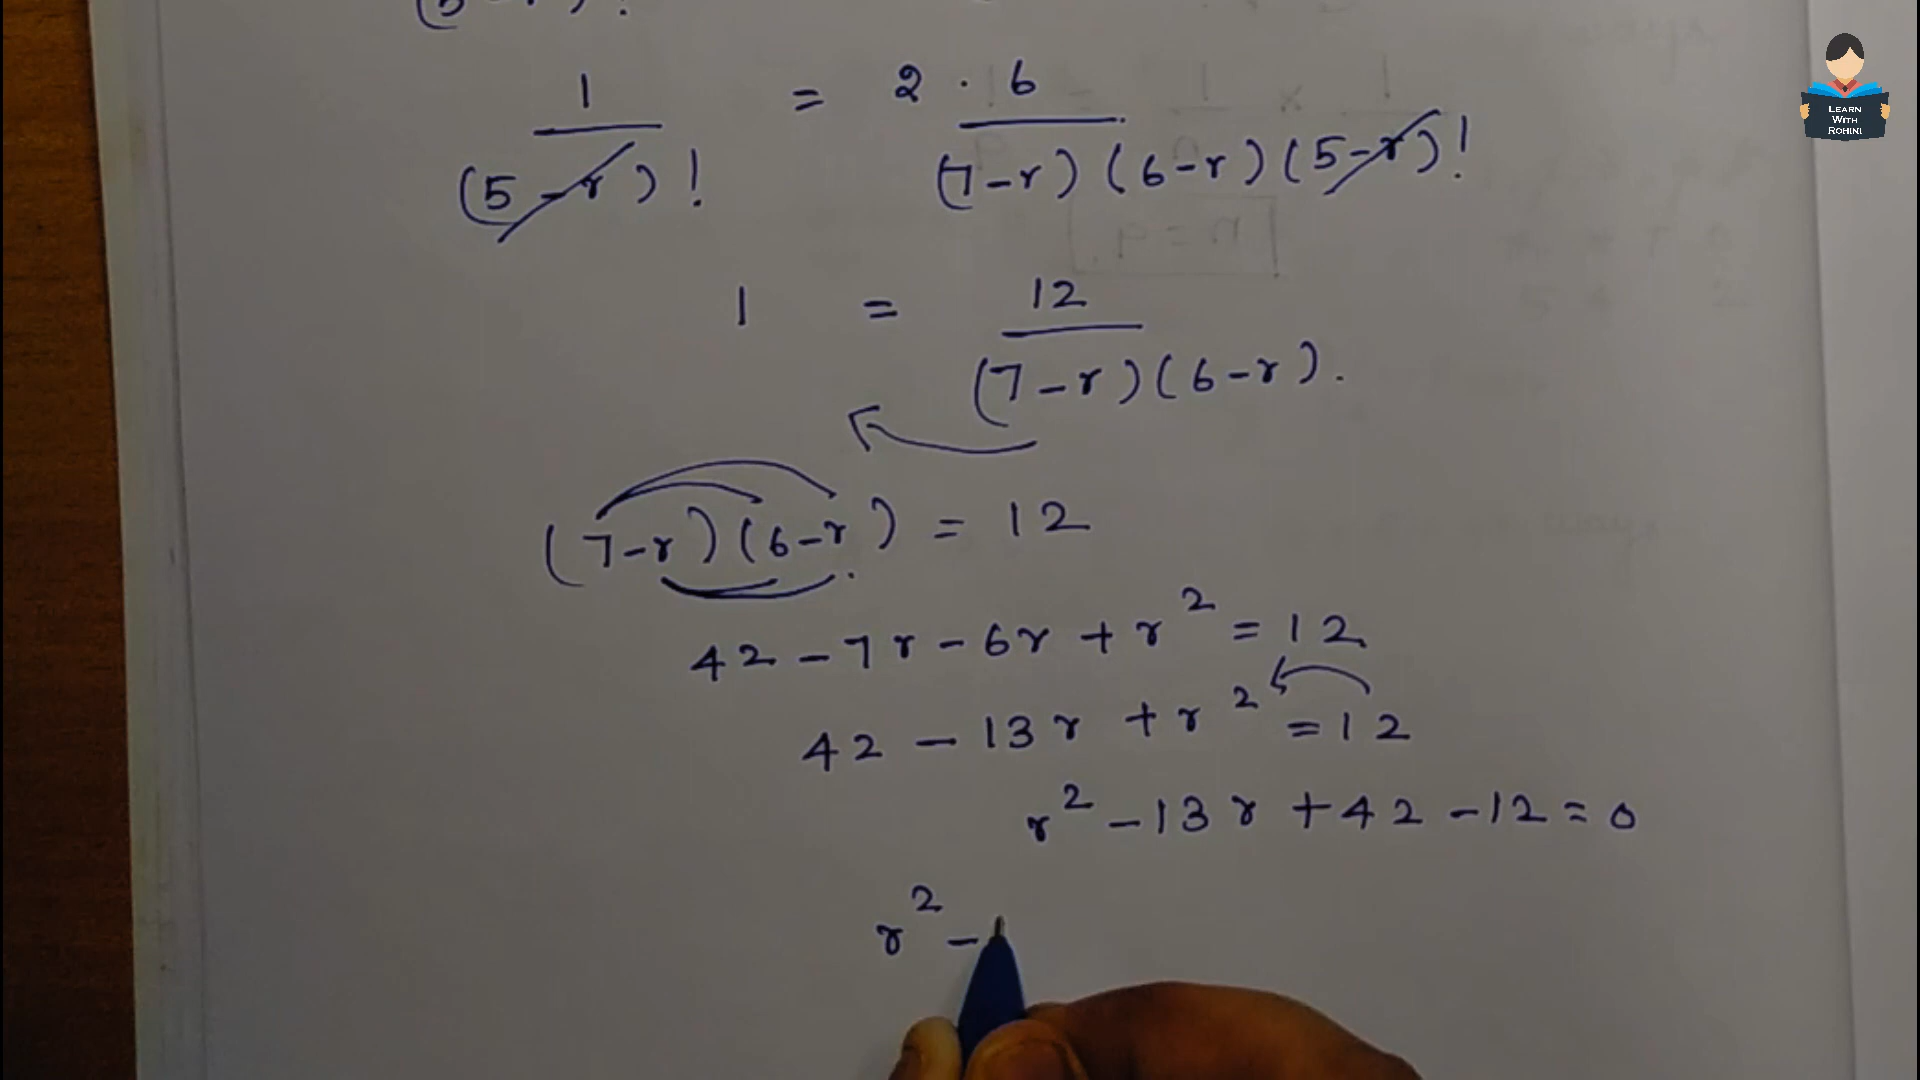 1 = 2 · 6
(5-r)! (7-r)(6-r)(5-r)!
1 = 12
(7-r)(6-r).
(7-r)(6-r) = 12
42 - 7r - 6r + r² = 12
42 - 13r + r² = 12
r² - 13r + 42 - 12 = 0
r² -
LEARN
WITH
ROHINI